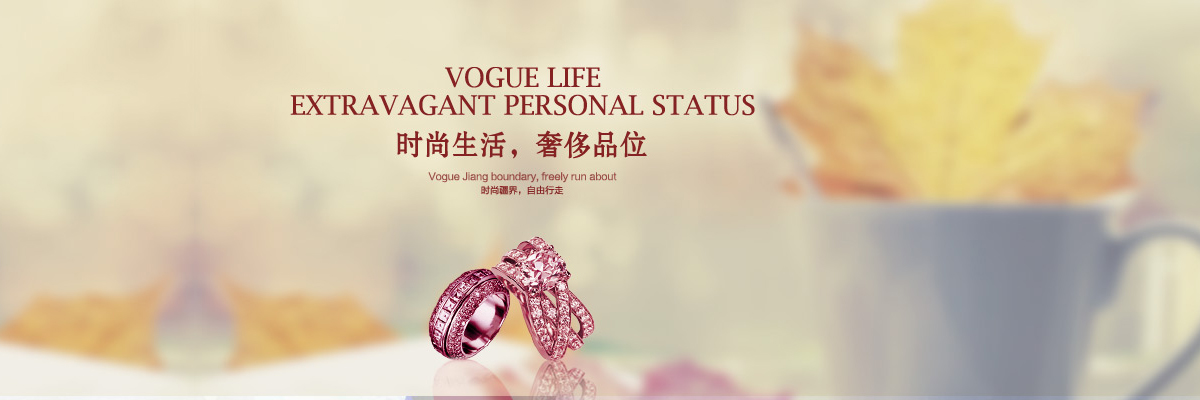 VOGUE LIFE
EXTRAVAGANT PERSONAL STATUS
时尚生活，奢侈品位
Vogue Jiang boundary, freely run about
时尚疆界，自由行走